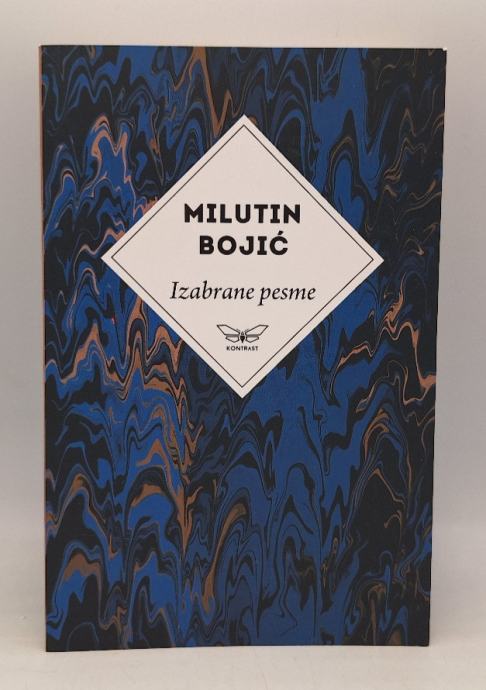 MILUTIN
BOJIĆ
Izabrane pesme
KONTRAST